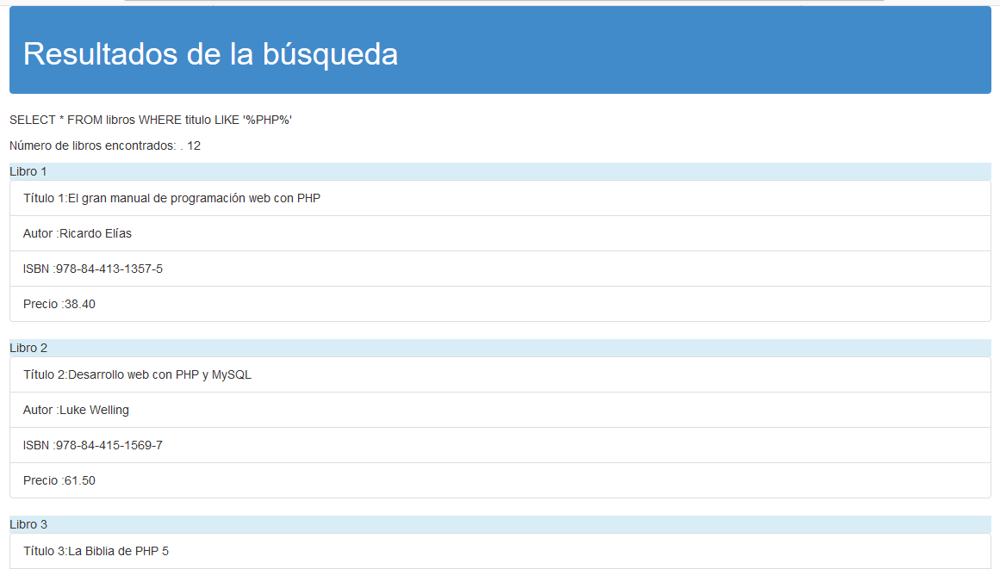 Resultados de la búsqueda
SELECT * FROM libros WHERE titulo LIKE '%PHP%'
Número de libros encontrados: . 12
Libro 1
Título 1:El gran manual de programación web con PHP
Autor :Ricardo Elías
ISBN :978-84-413-1357-5
Precio :38.40
Libro 2
Título 2:Desarrollo web con PHP y MySQL
Autor :Luke Welling
ISBN :978-84-415-1569-7
Precio :61.50
Libro 3
Título 3:La Biblia de PHP 5